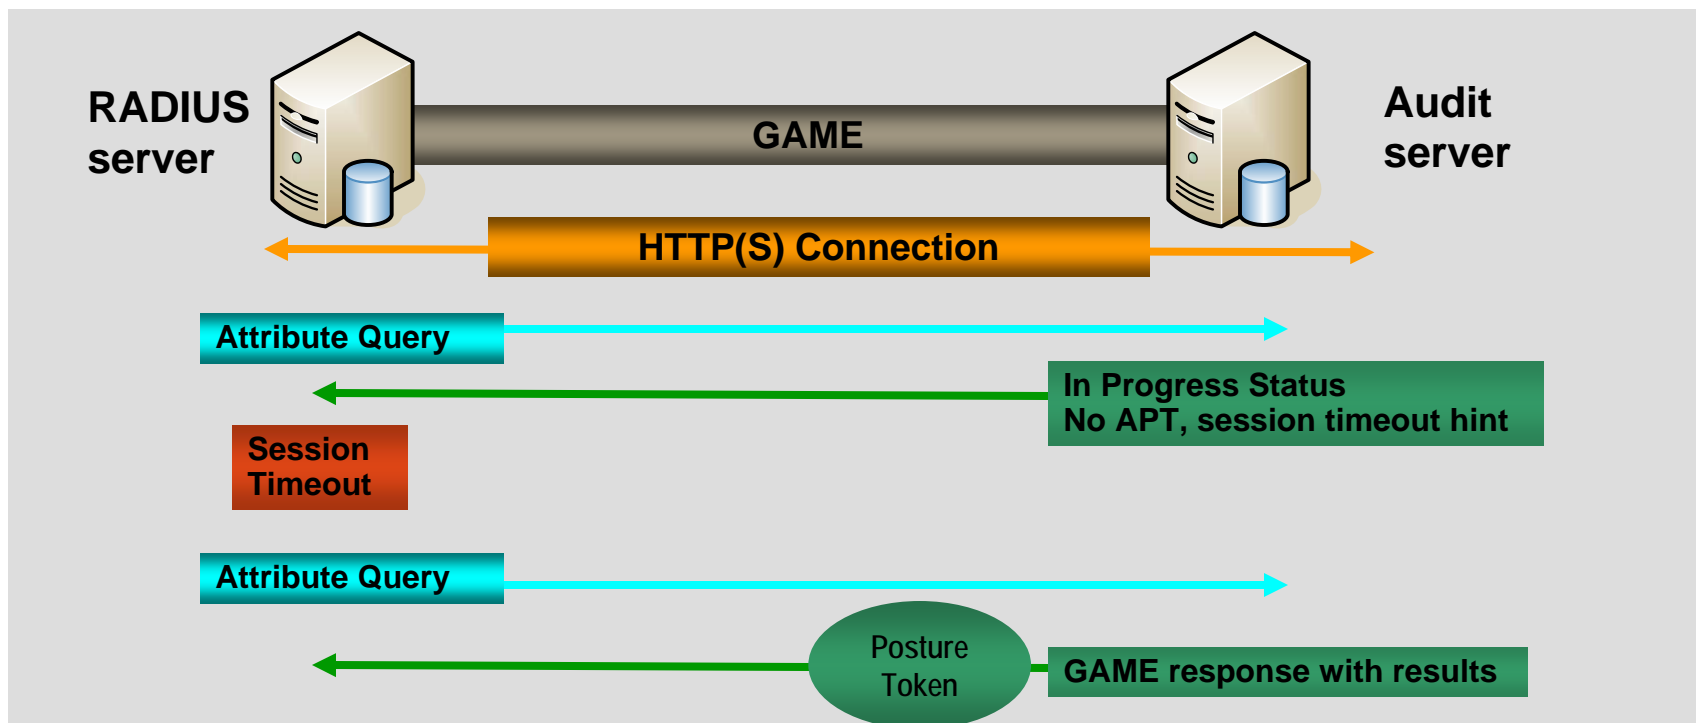 RADIUS
server
GAME
Audit
server
HTTP(S) Connection
Attribute Query
In Progress Status
No APT, session timeout hint
Session
Timeout
Attribute Query
Posture
Token
GAME response with results